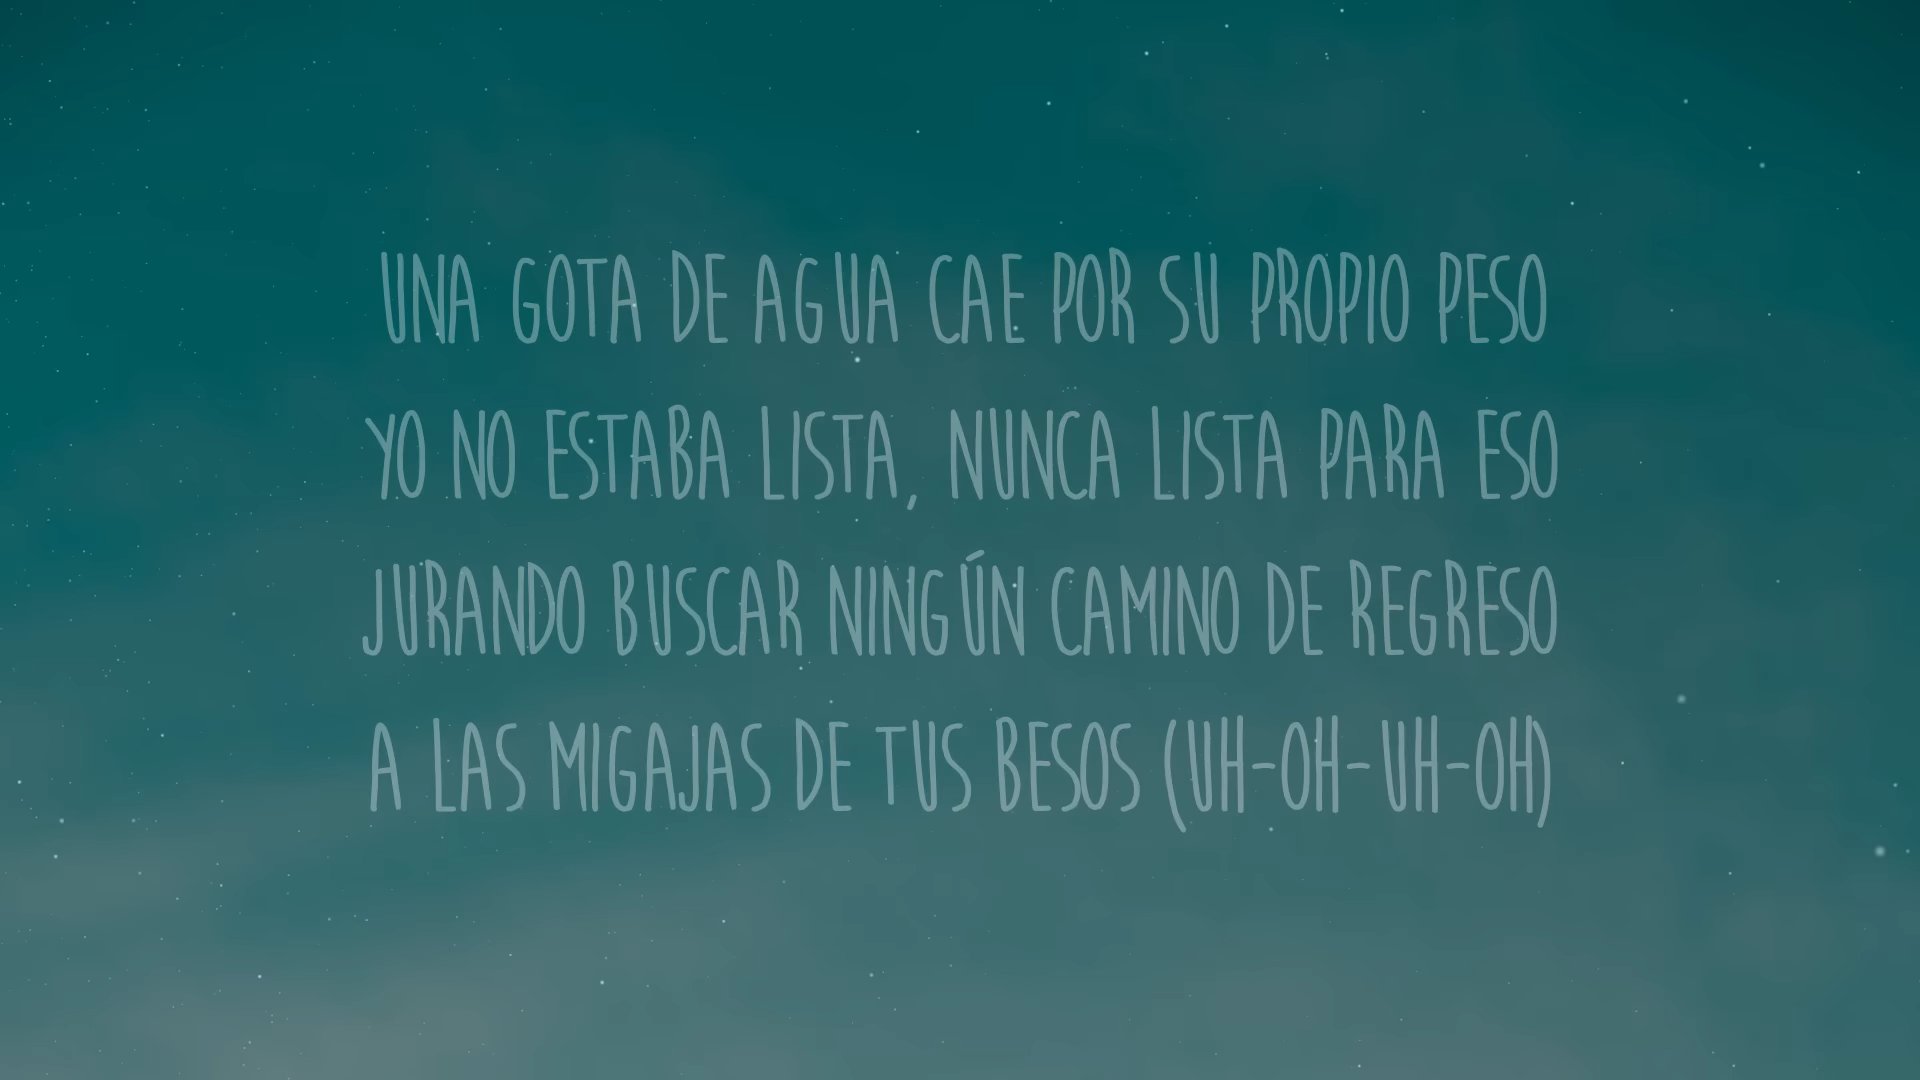 UNA GOTA DE AGUA CAE POR SU PROPIO PESO
YO NO ESTABA LISTA, NUNCA LISTA PARA ESO
JURANDO BUSCAR NINGÚN CAMINO DE REGRESO
A LAS MIGAJAS DE TUS BESOS (UH-OH-UH-OH)